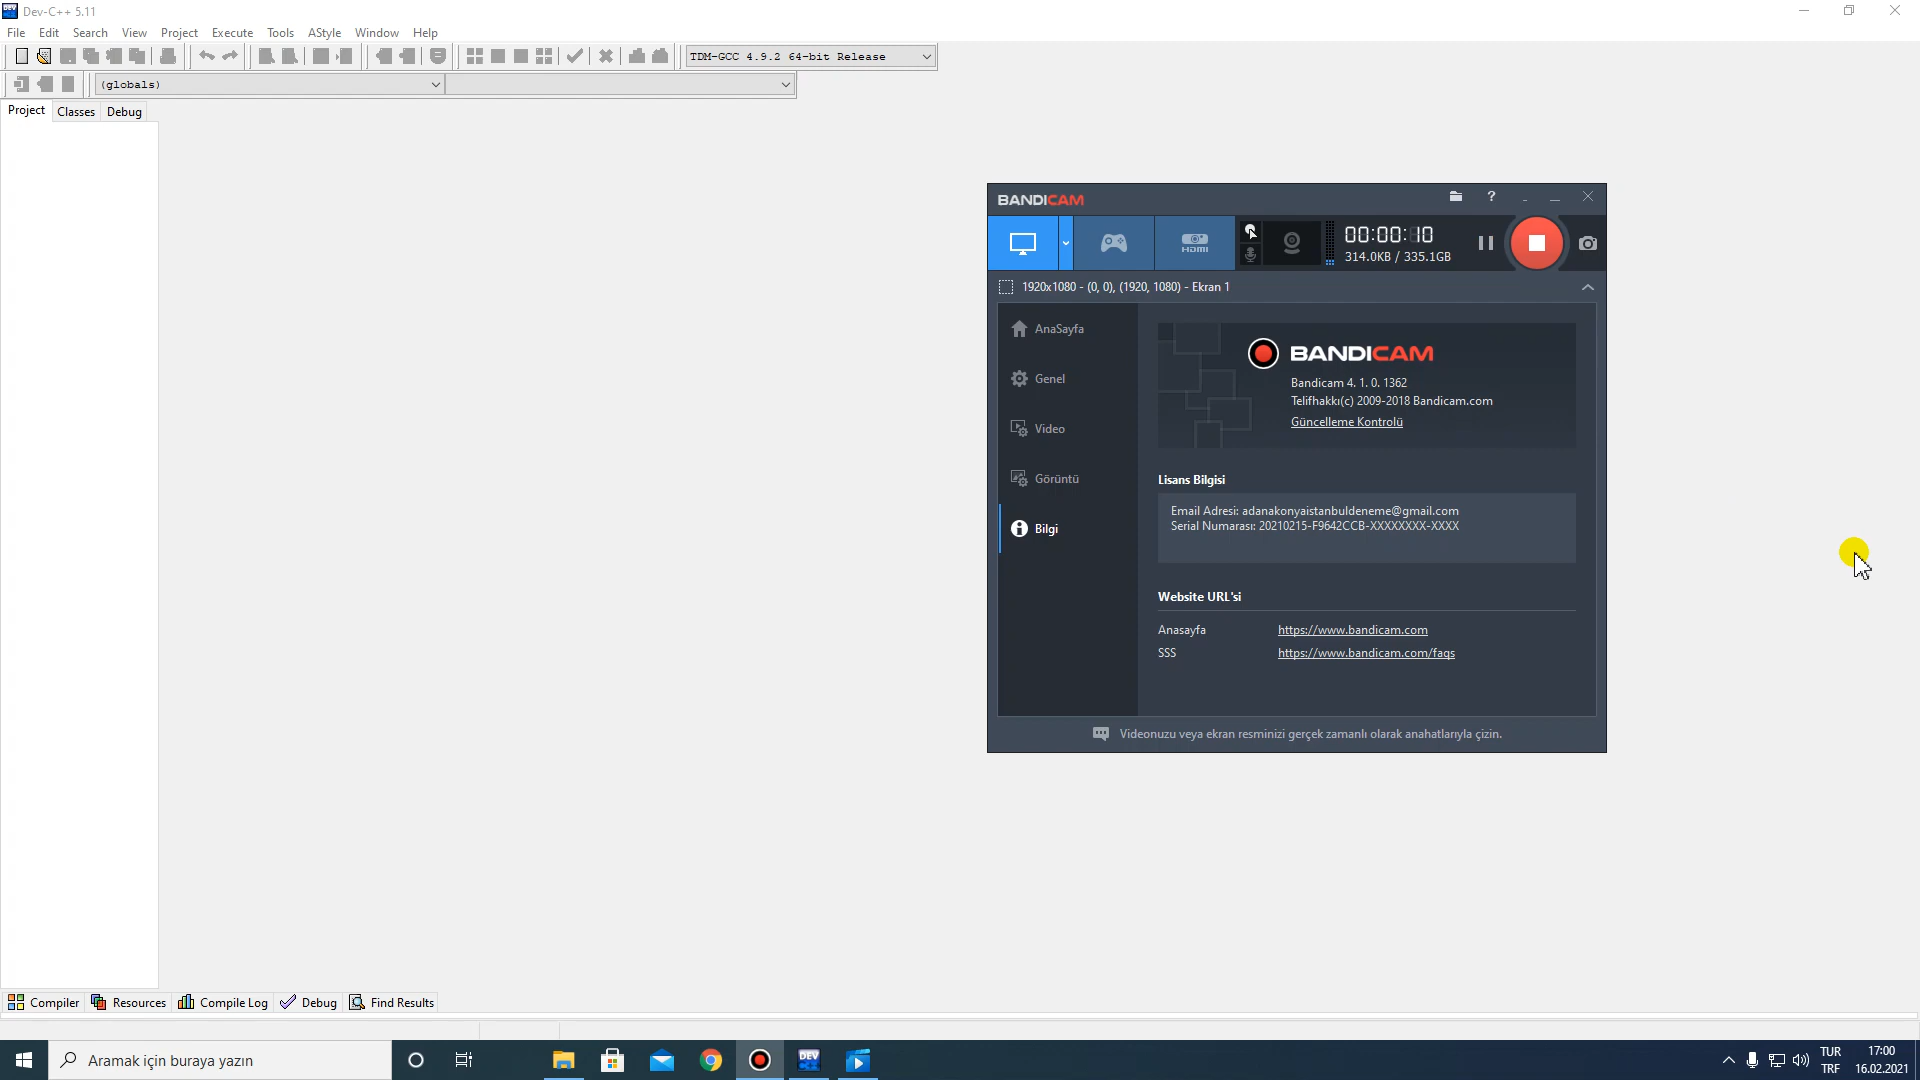 Dev-C++ 5.11
File Edit Search View Project Execute Tools AStyle Window Help
TDM-GCC 4.9.2 64-bit Release
(globals)
Project Classes Debug
BANDICAM
HDMI
00:00:10
314.0KB / 335.1GB
1920x1080 - (0, 0), (1920, 1080) - Ekran 1
AnaSayfa
Genel
Video
Görüntü
Bilgi
BANDICAM
Bandicam 4. 1. 0. 1362
Telifhakkı(c) 2009-2018 Bandicam.com
Güncelleme Kontrolü
Lisans Bilgisi
Email Adresi: adanakonyaistanbuldeneme@gmail.com
Serial Numarası: 20210215-F9642CCB-XXXXXXXX-XXXX
Website URL'si
Anasayfa https://www.bandicam.com
SSS https://www.bandicam.com/faqs
Videonuzu veya ekran resminizi gerçek zamanlı olarak anahatlarıyla çizin.
Compiler Resources Compile Log Debug Find Results
Aramak için buraya yazın
DEV
TUR
TRF
17:00
16.02.2021